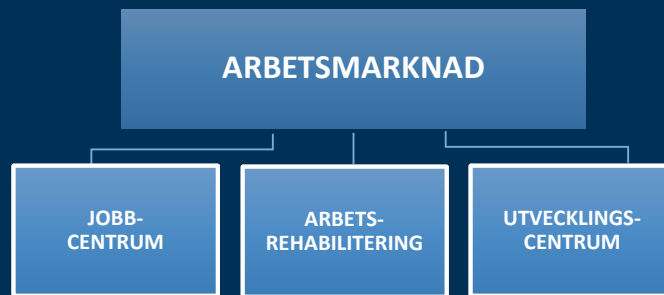 ARBETSMARKNAD
JOBB-
CENTRUM
ARBETS-
REHABILITERING
UTVECKLINGS-
CENTRUM